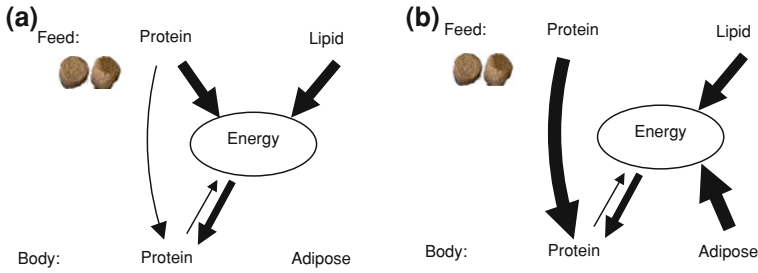 (a)
Feed: Protein Lipid
Energy
Body: Protein Adipose
(b)
Feed: Protein Lipid
Energy
Body: Protein Adipose